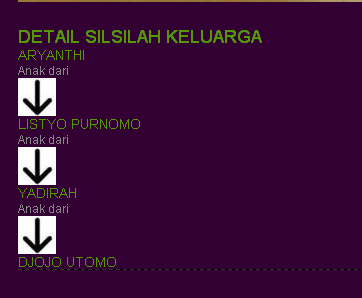 DETAIL SILSILAH KELUARGA
ARYANTHI
Anak dari
LISTYO PURNOMO
Anak dari
YADIRAH
Anak dari
DJOJO UTOMO